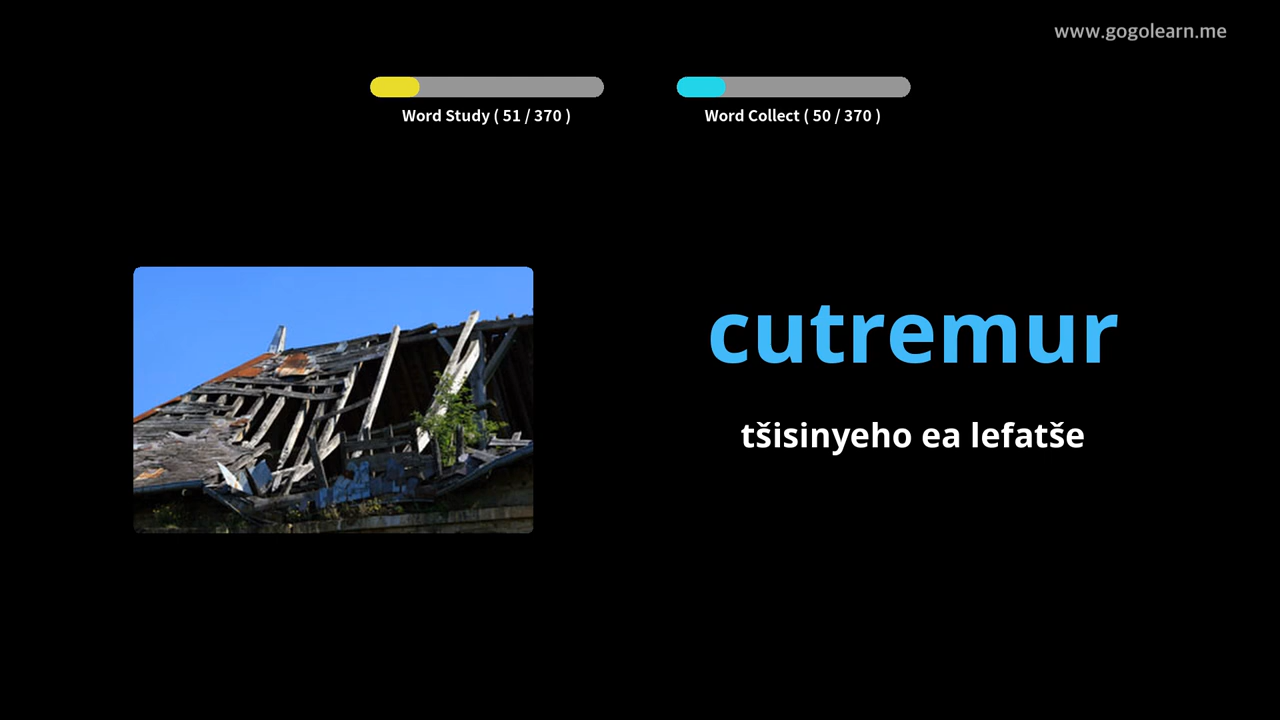 www.gogolearn.me
Word Study ( 51 / 370 )
Word Collect ( 50 / 370 )
cutremur
tšisinyeho ea lefatše